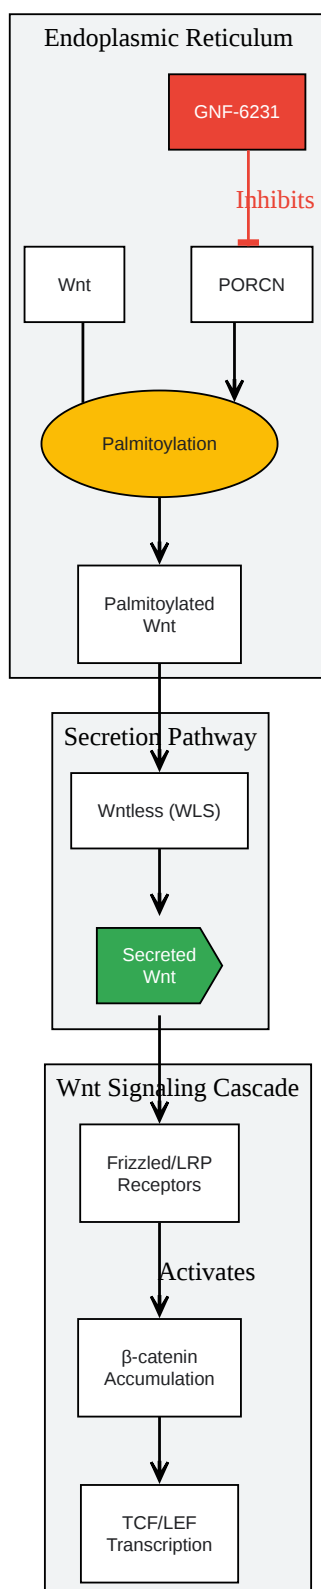 Endoplasmic Reticulum
GNF-6231
Inhibits
Wnt
PORCN
Palmitoylation
Palmitoylated
Wnt
Secretion Pathway
Wntless (WLS)
Secreted
Wnt
Wnt Signaling Cascade
Frizzled/LRP
Receptors
Activates
β-catenin
Accumulation
TCF/LEF
Transcription